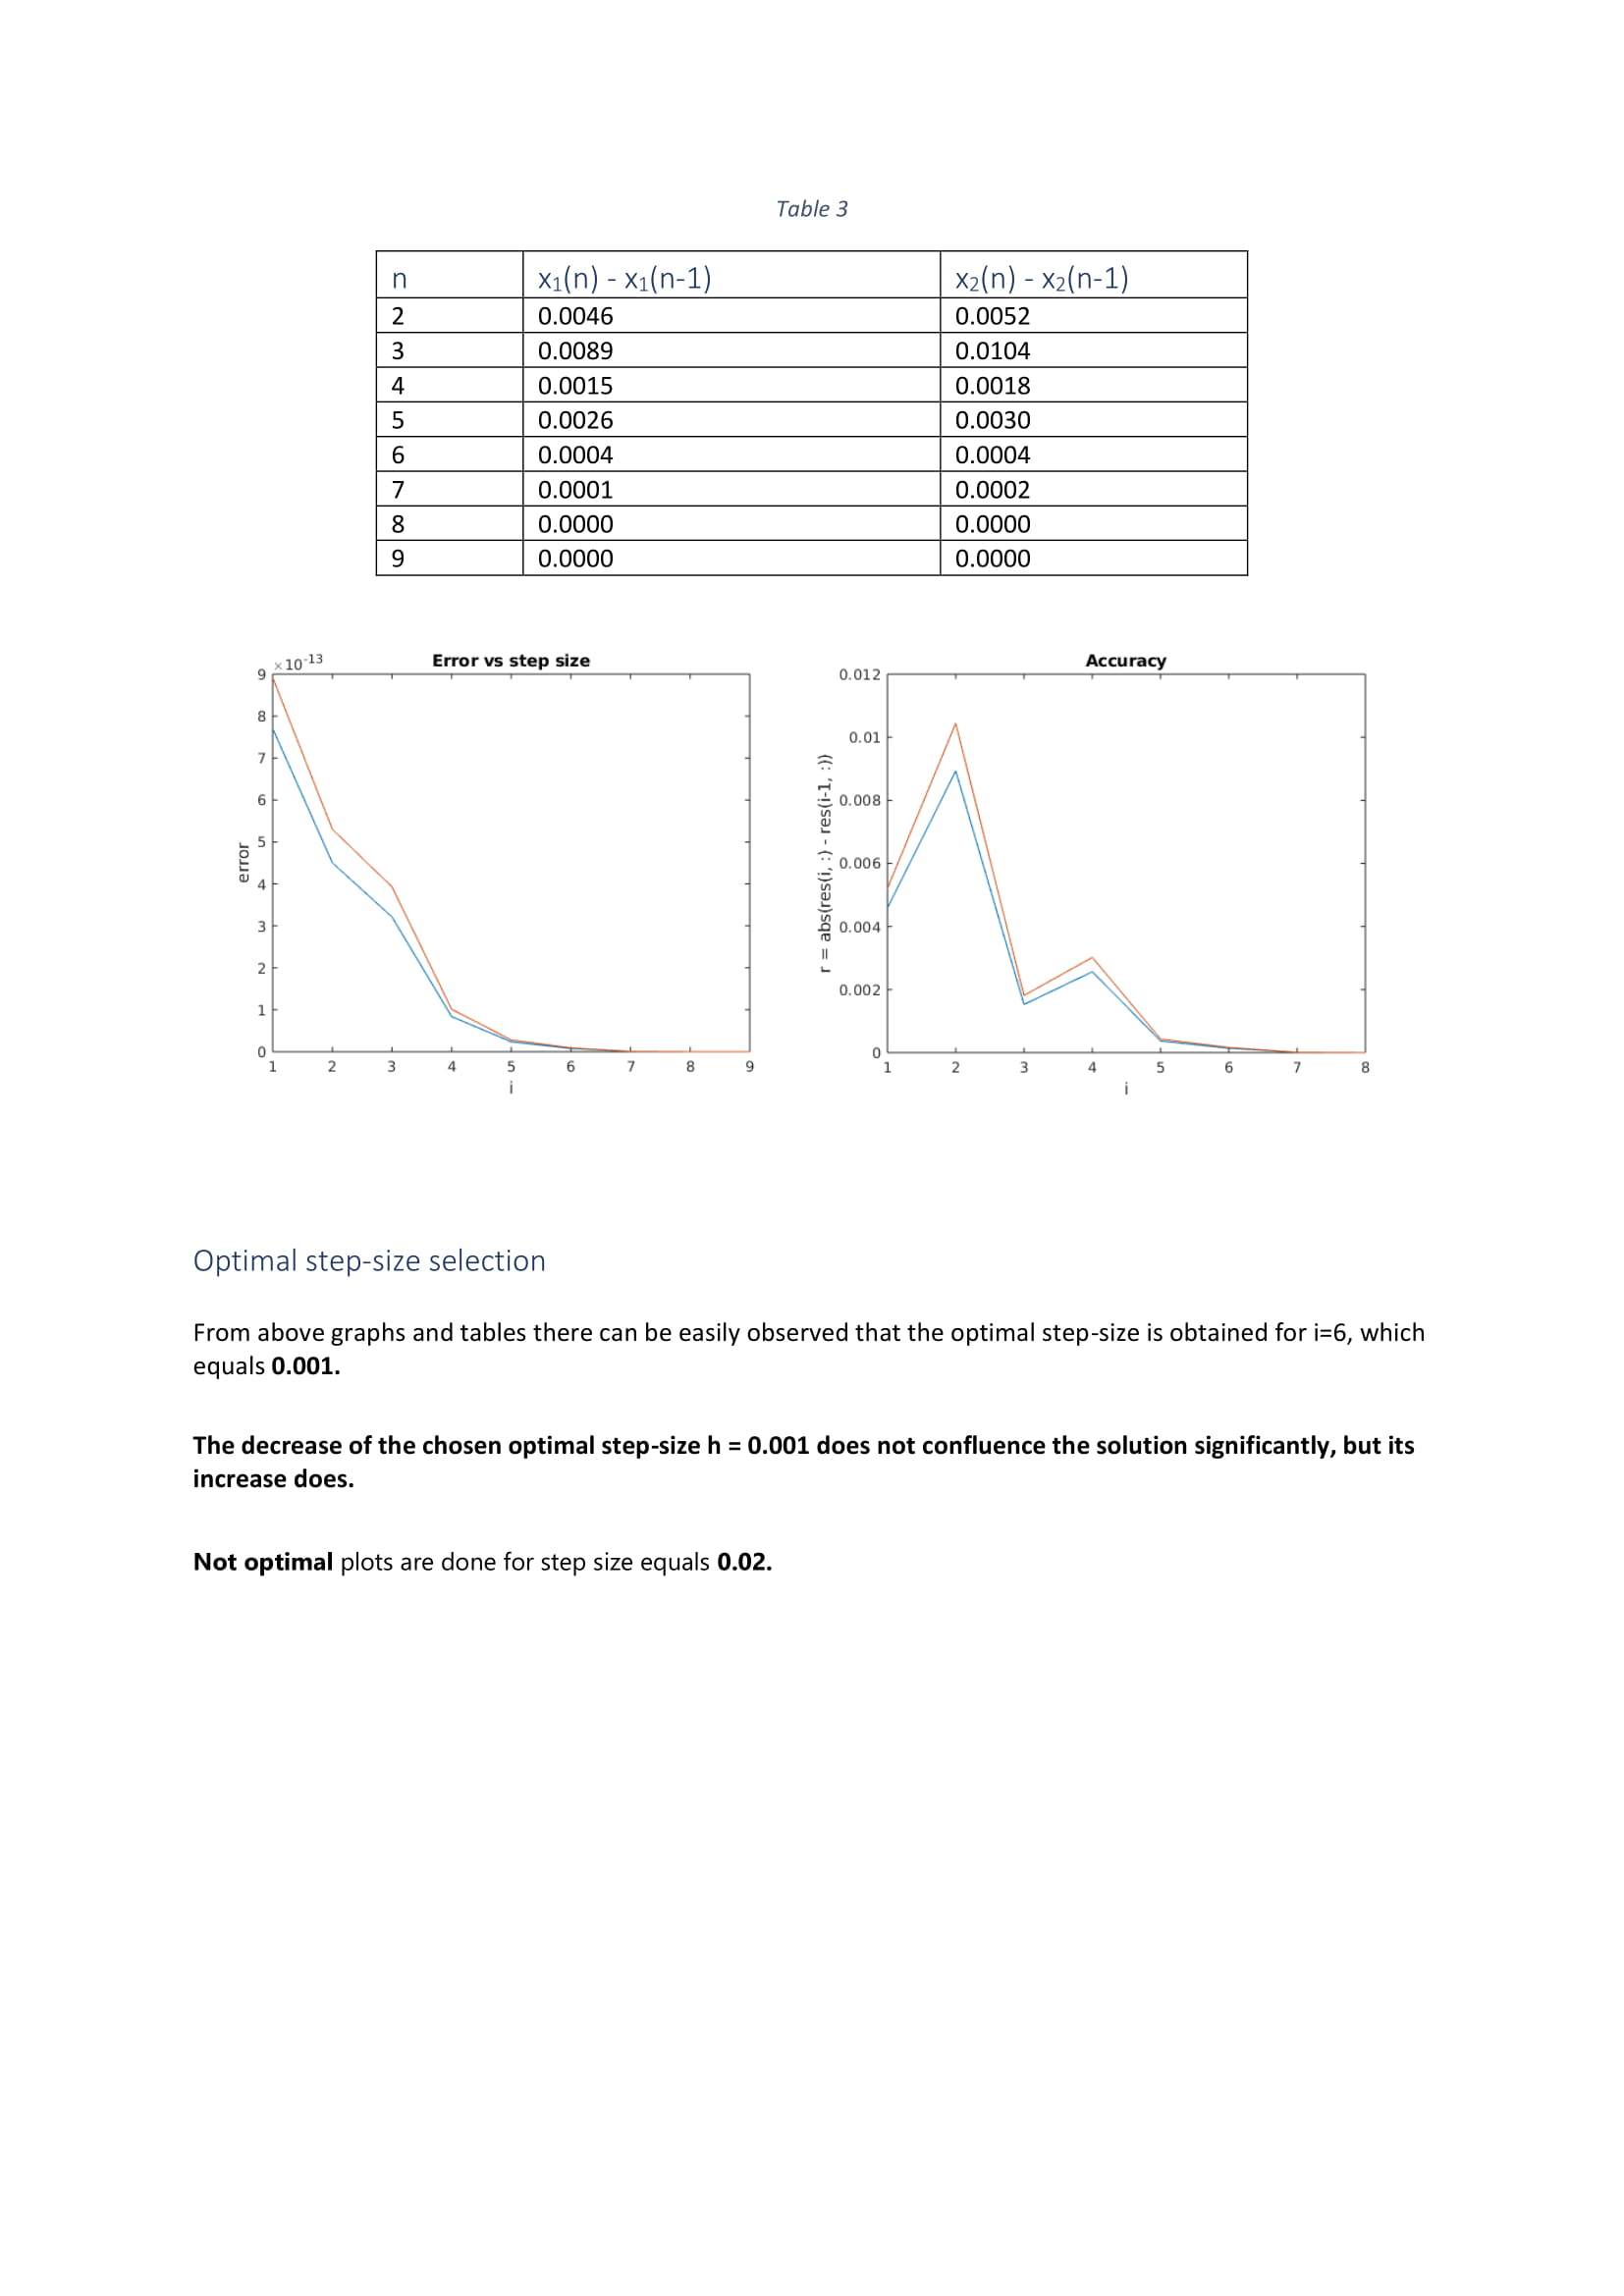 Table 3
n x₁(n) - x₁(n-1) x₂(n) - x₂(n-1)
2 0.0046 0.0052
3 0.0089 0.0104
4 0.0015 0.0018
5 0.0026 0.0030
6 0.0004 0.0004
7 0.0001 0.0002
8 0.0000 0.0000
9 0.0000 0.0000
×10⁻¹³ Error vs step size
9
8
7
6
5
4
3
2
1
0
error
1 2 3 4 5 6 7 8 9
i
Accuracy
0.012
0.01
0.008
0.006
0.004
0.002
0
r = abs(res(i, :) - res(i-1, :))
1 2 3 4 5 6 7 8
i
Optimal step-size selection
From above graphs and tables there can be easily observed that the optimal step-size is obtained for i=6, which
equals 0.001.
The decrease of the chosen optimal step-size h = 0.001 does not confluence the solution significantly, but its
increase does.
Not optimal plots are done for step size equals 0.02.